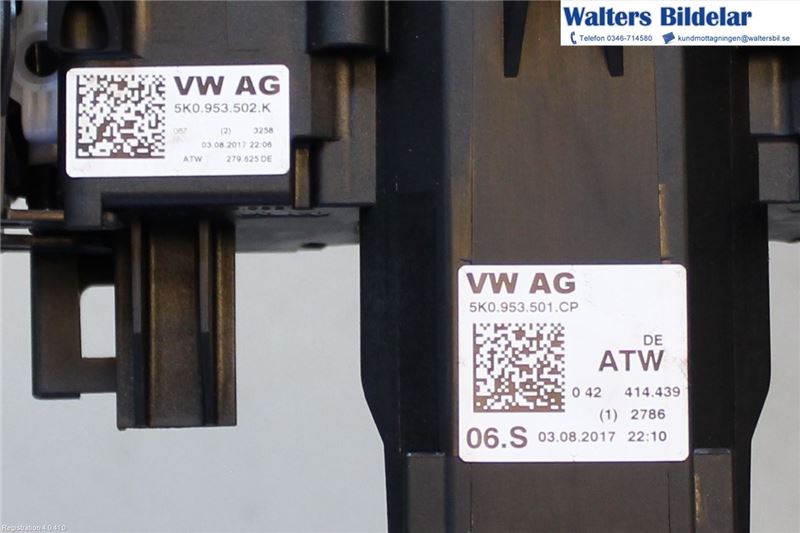 Walters Bildelar
Telefon 0346-714580 kundmottagningen@waltersbil.se
VW AG
5K0.953.502.K
(2) 3258
03.08.2017 22:06
ATW 279.625 DE
VW AG
5K0.953.501.CP
DE
ATW
0 42 414.439
(1) 2786
06.S 03.08.2017 22:10
Registration 4.0.41.0